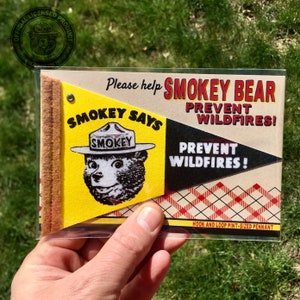 Please help SMOKEY BEAR
PREVENT
WILDFIRES!
SMOKEY SAYS
SMOKEY
PREVENT
WILDFIRES!
HOOK AND LOOP PINT-SIZED PENNANT